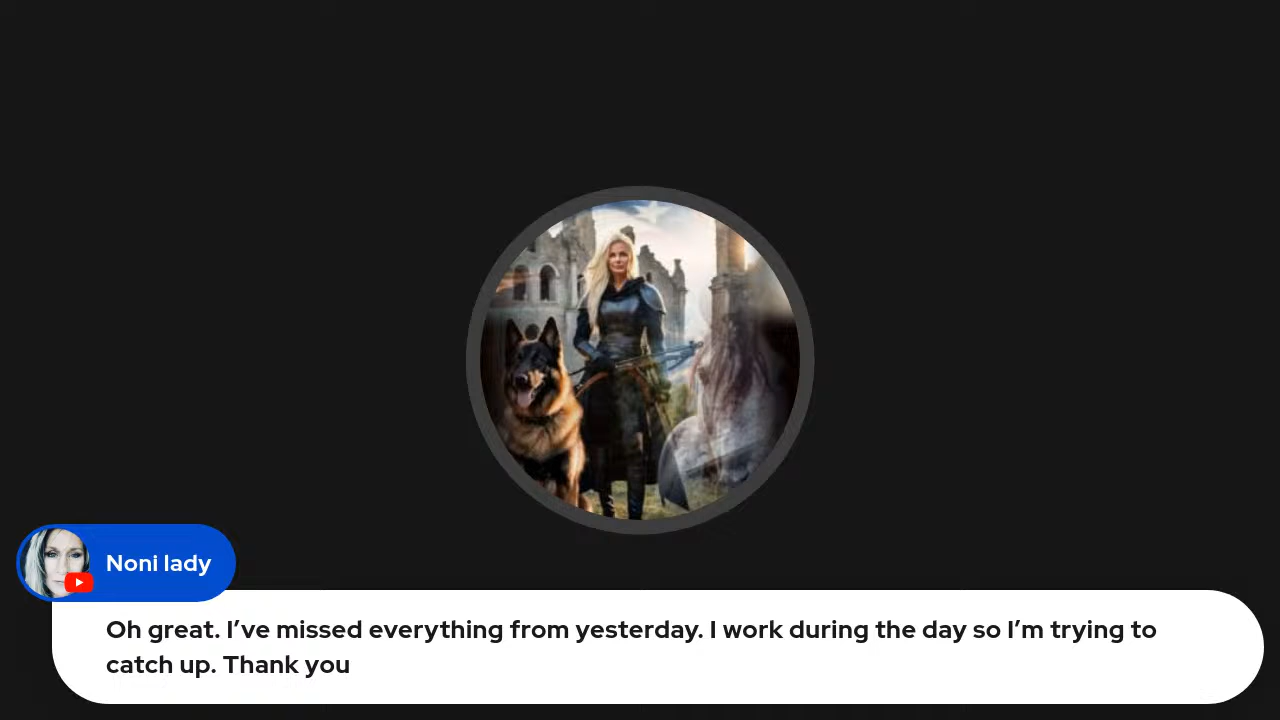 Noni lady
Oh great. I’ve missed everything from yesterday. I work during the day so I’m trying to
catch up. Thank you